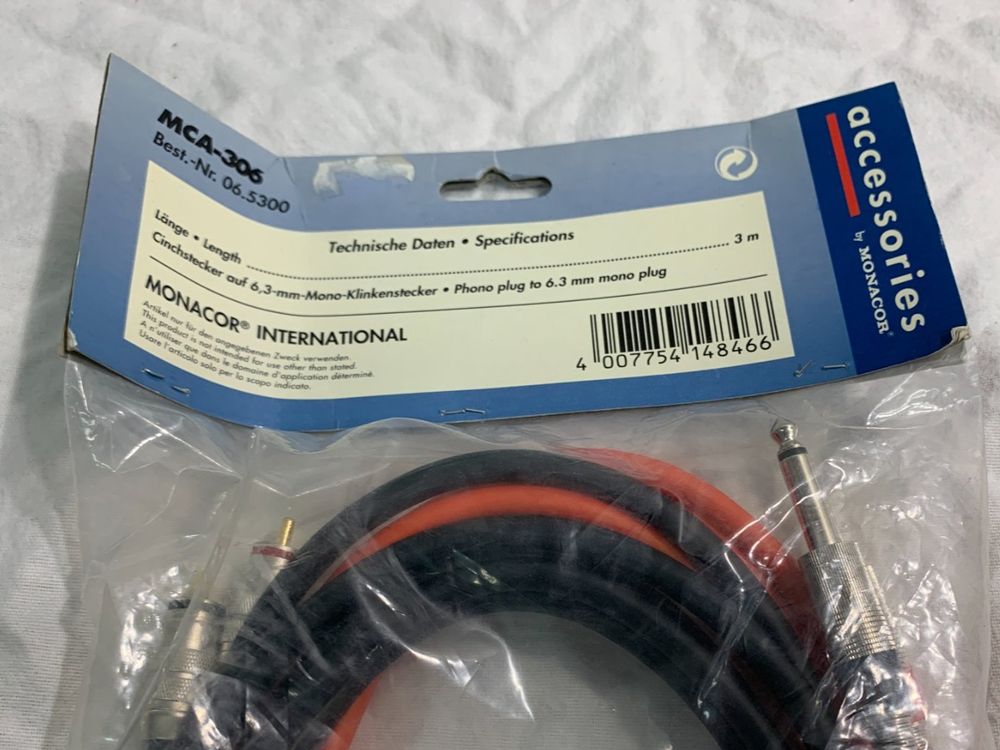 MCA-306
Best.-Nr. 06.5300
Technische Daten • Specifications
Länge • Length ........................................ 3 m
Cinchstecker auf 6,3-mm-Mono-Klinkenstecker • Phono plug to 6.3 mm mono plug
MONACOR® INTERNATIONAL
Artikel nur für den angegebenen Zweck verwenden.
This product is not intended for use other than stated.
A n'utiliser que dans le domaine d'application déterminé.
Usare l'articolo solo per lo scopo indicato.
4 007754 148466
accessories
by MONACOR®